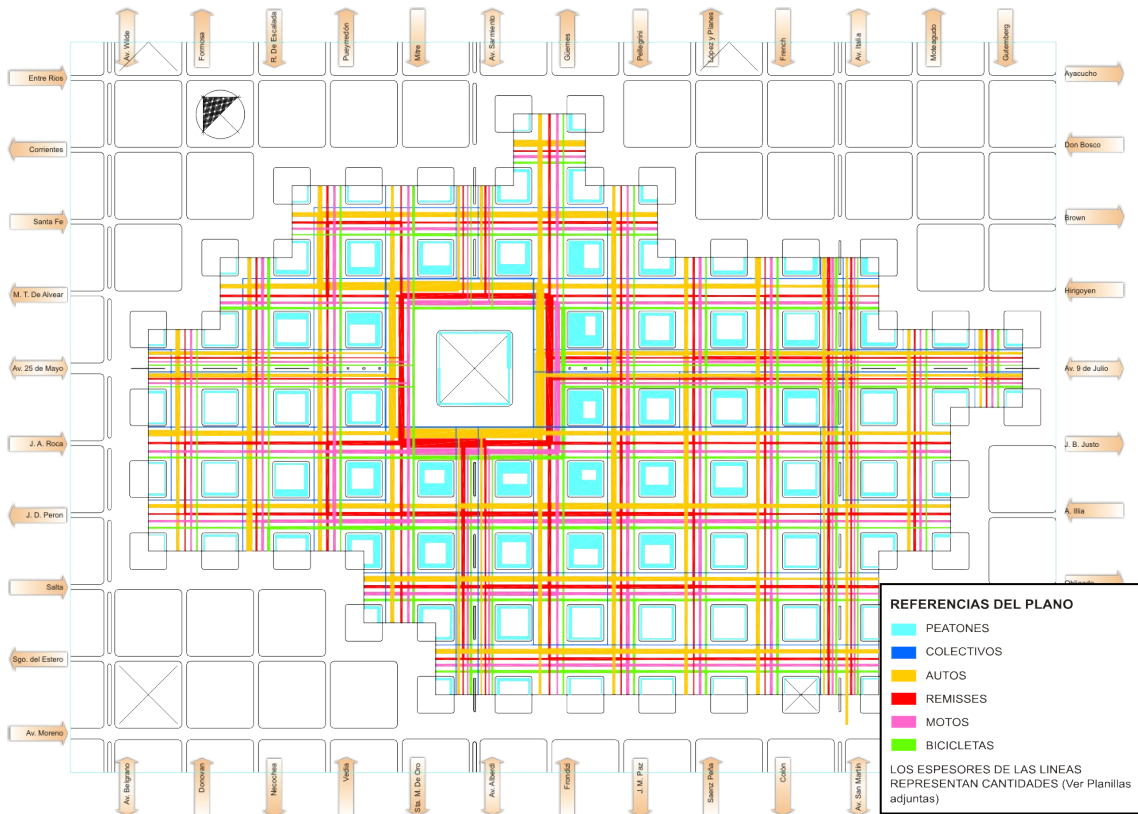 Av. Wilde
Formosa
R. De Escalada
Pueyrredón
Mitre
Av. Sarmiento
Güemes
Pellegrini
López y Planes
French
Av. Italia
Moteagudo
Gutemberg
Entre Rios
Ayacucho
Corrientes
Don Bosco
Santa Fe
Brown
M. T. De Alvear
Hirigoyen
Av. 25 de Mayo
Av. 9 de Julio
J. A. Roca
J. B. Justo
J. D. Peron
A. Illia
Salta
Obligado
Sgo. del Estero
Av. Moreno
REFERENCIAS DEL PLANO
PEATONES
COLECTIVOS
AUTOS
REMISSES
MOTOS
BICICLETAS
LOS ESPESORES DE LAS LINEAS
REPRESENTAN CANTIDADES (Ver Planillas
adjuntas)
Av. Belgrano
Donovan
Necochea
Vedia
Sta. M. De Oro
Av. Alberdi
Frondizi
J. M. Paz
Saenz Peña
Colón
Av. San Martín